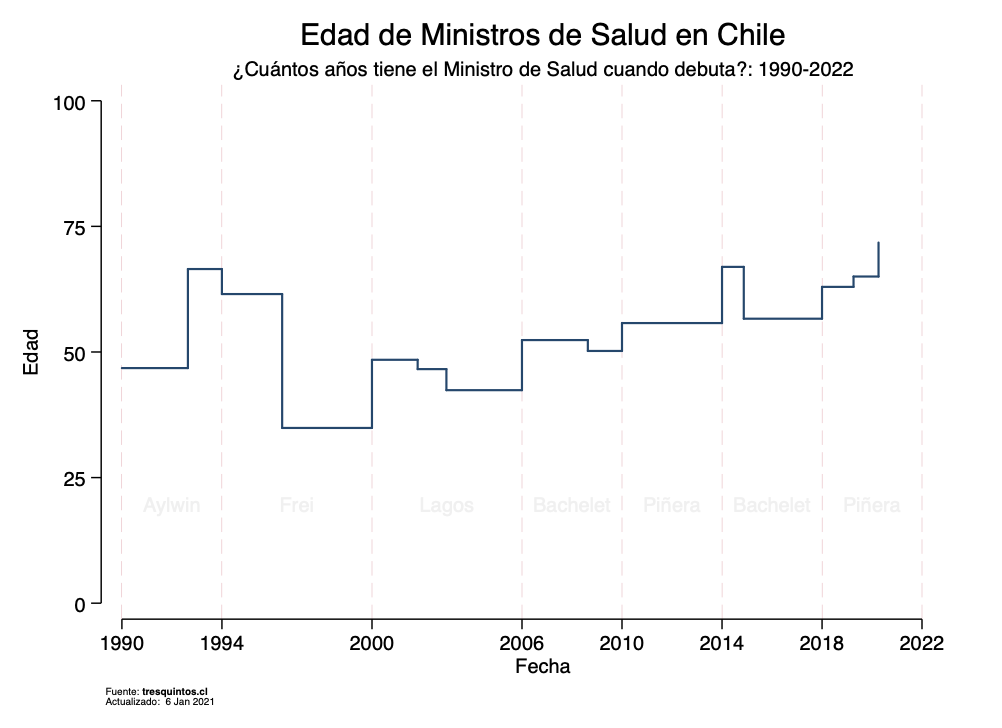 Edad de Ministros de Salud en Chile
¿Cuántos años tiene el Ministro de Salud cuando debuta?: 1990-2022
100
75
50
25
0
Edad
Aylwin Frei Lagos Bachelet Piñera Bachelet Piñera
1990 1994 2000 2006 2010 2014 2018 2022
Fecha
Fuente: tresquintos.cl
Actualizado: 6 Jan 2021